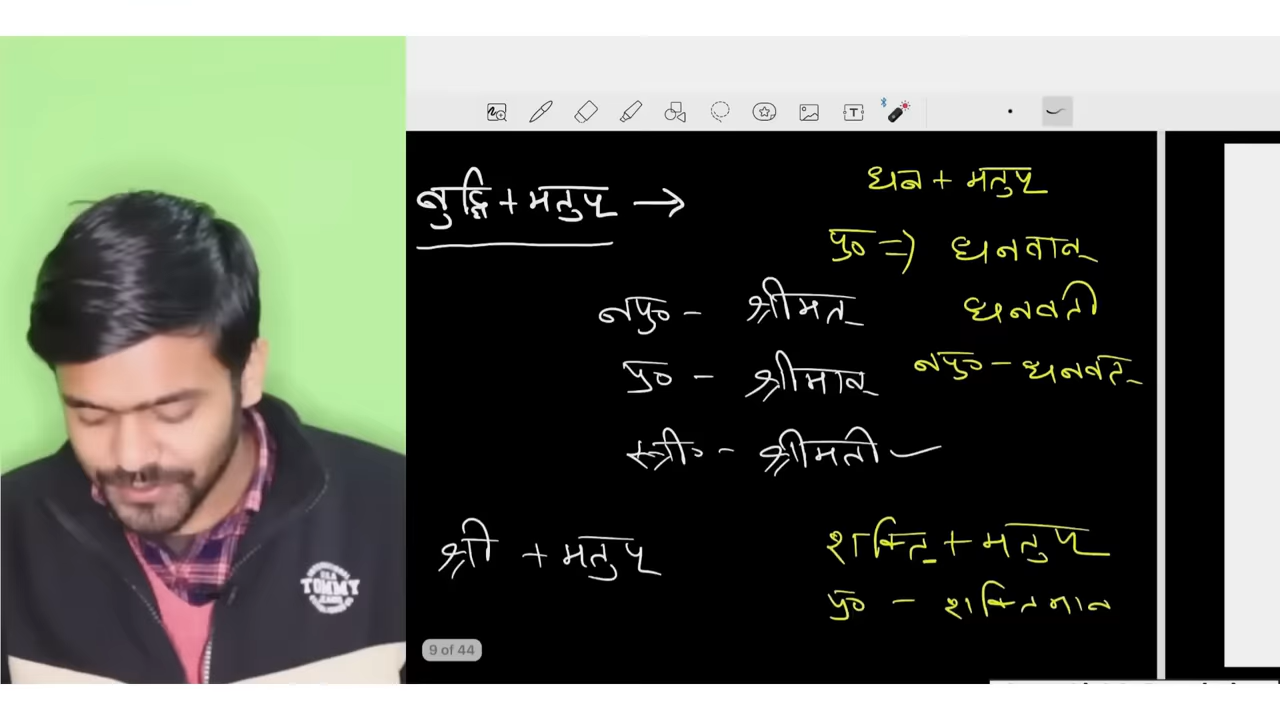 बुद्धि + मतुप् →
नपुं० - श्रीमत्
पुं० - श्रीमान्
स्त्री० - श्रीमती
श्री + मतुप्
धन + मतुप्
पुं० => धनवान्
धनवती
नपुं० - धनवत्
शक्ति + मतुप्
पुं० - शक्तिमान
TOMMY
9 of 44